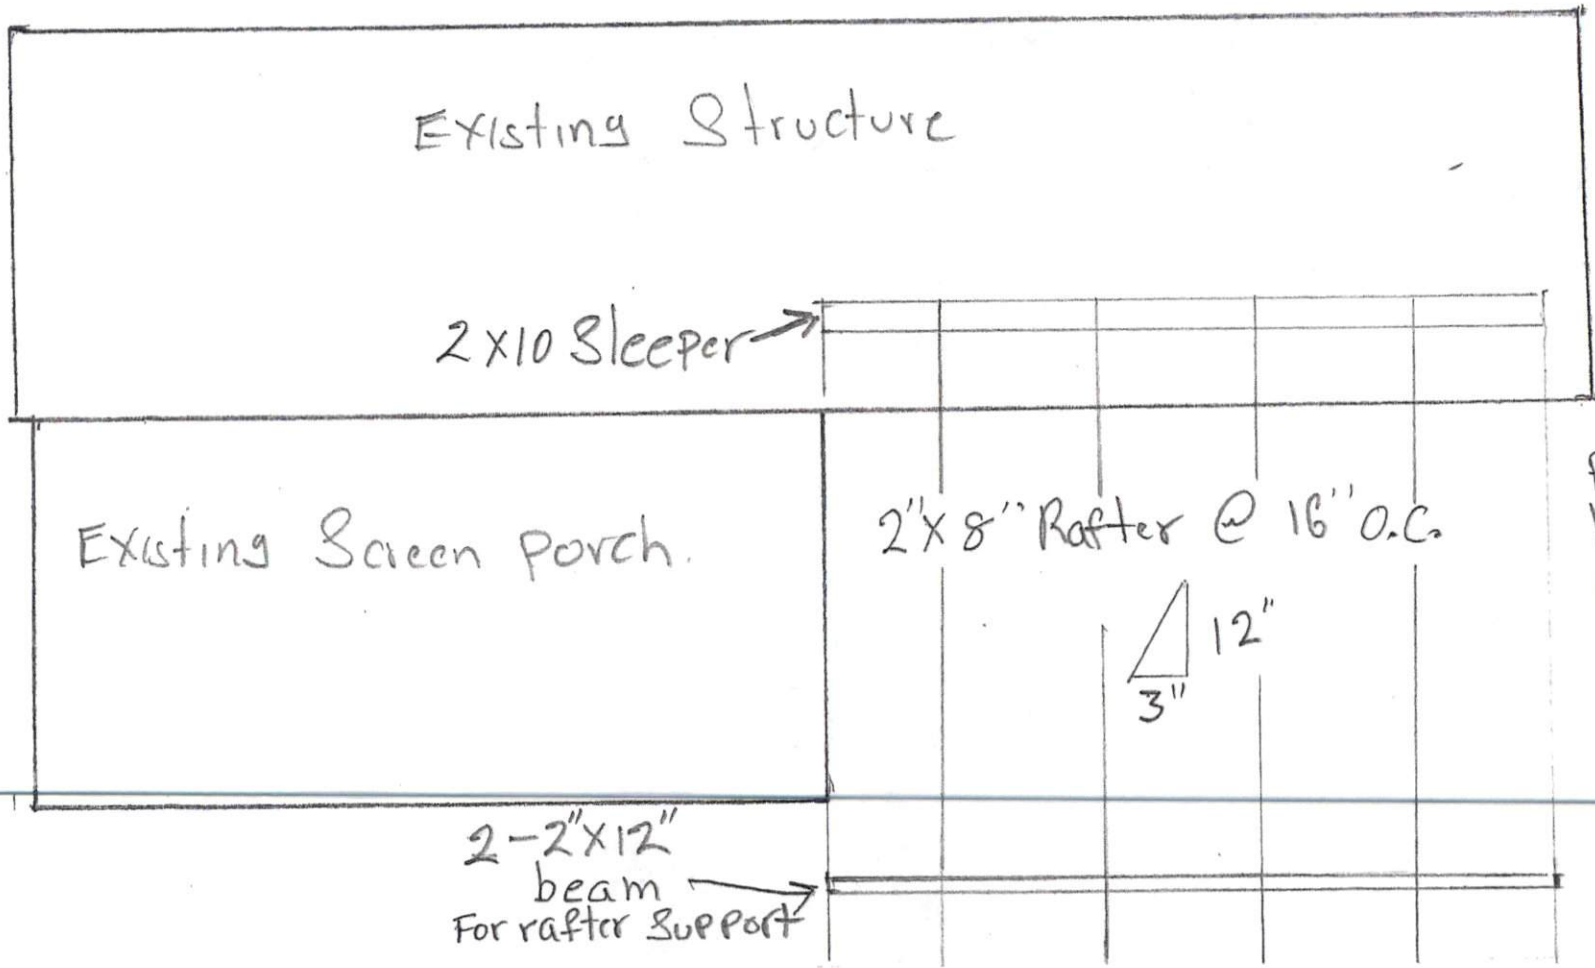 Existing Structure
2x10 Sleeper
Existing Screen porch.
2"x8" Rafter @ 16" O.C.
12"
3"
2-2"x12"
beam
For rafter Support